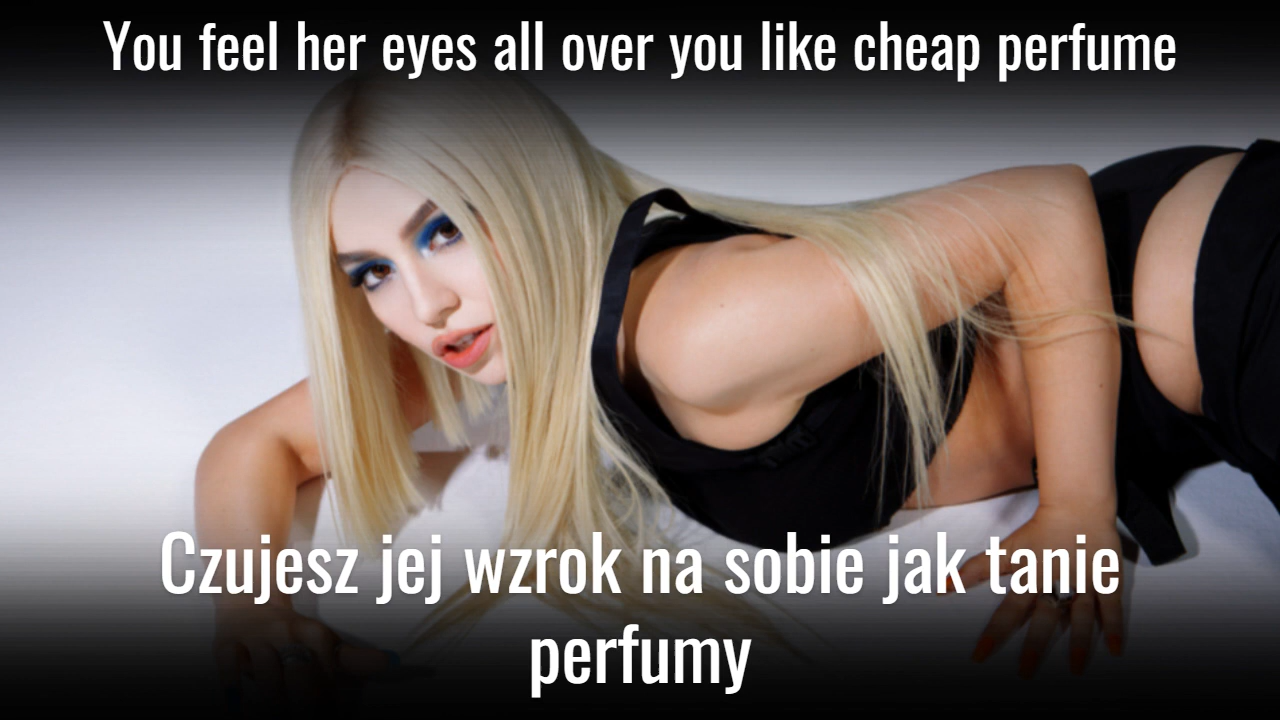 You feel her eyes all over you like cheap perfume
Czujesz jej wzrok na sobie jak tanie
perfumy